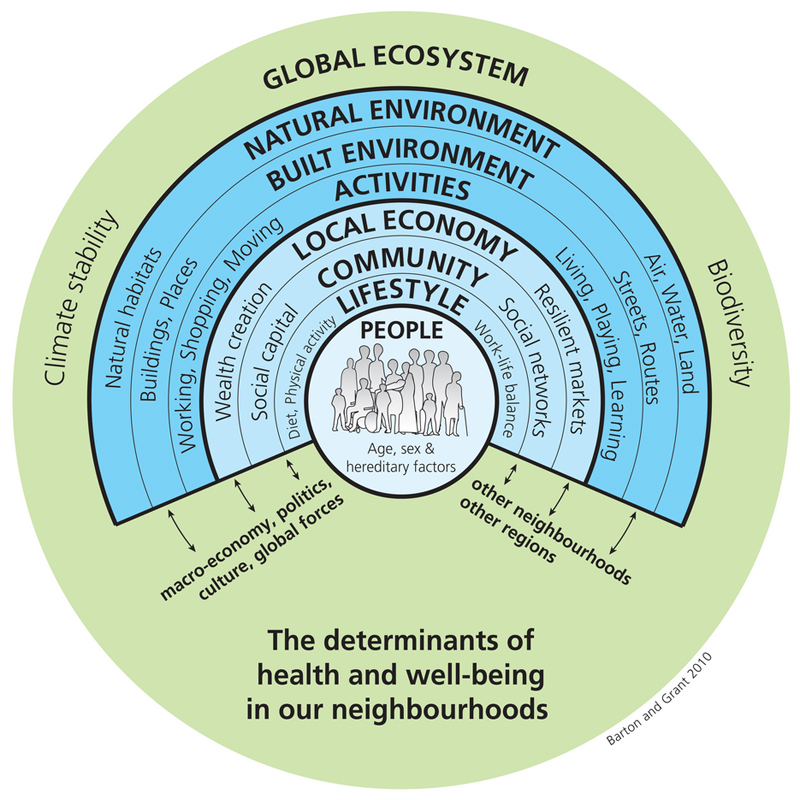 GLOBAL ECOSYSTEM
NATURAL ENVIRONMENT
BUILT ENVIRONMENT
ACTIVITIES
LOCAL ECONOMY
COMMUNITY
LIFESTYLE
PEOPLE
Age, sex &
hereditary factors
Climate stability
Natural habitats
Buildings, Places
Working, Shopping, Moving
Wealth creation
Social capital
Diet, Physical activity
Work-life balance
Social networks
Resilient markets
Living, Playing, Learning
Streets, Routes
Air, Water, Land
Biodiversity
macro-economy, politics,
culture, global forces
other neighbourhoods
other regions
The determinants of
health and well-being
in our neighbourhoods
Barton and Grant 2010